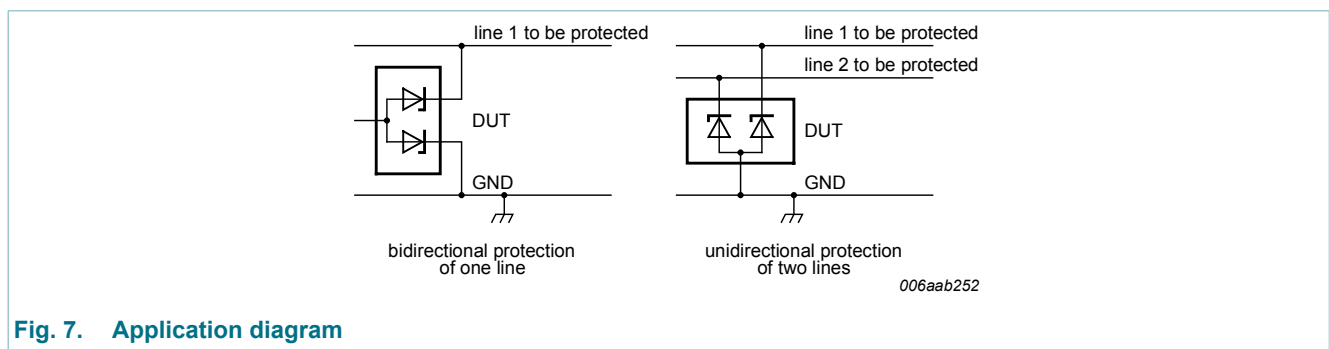 line 1 to be protected
DUT
GND
bidirectional protection
of one line
line 1 to be protected
line 2 to be protected
DUT
GND
unidirectional protection
of two lines
006aab252
Fig. 7. Application diagram